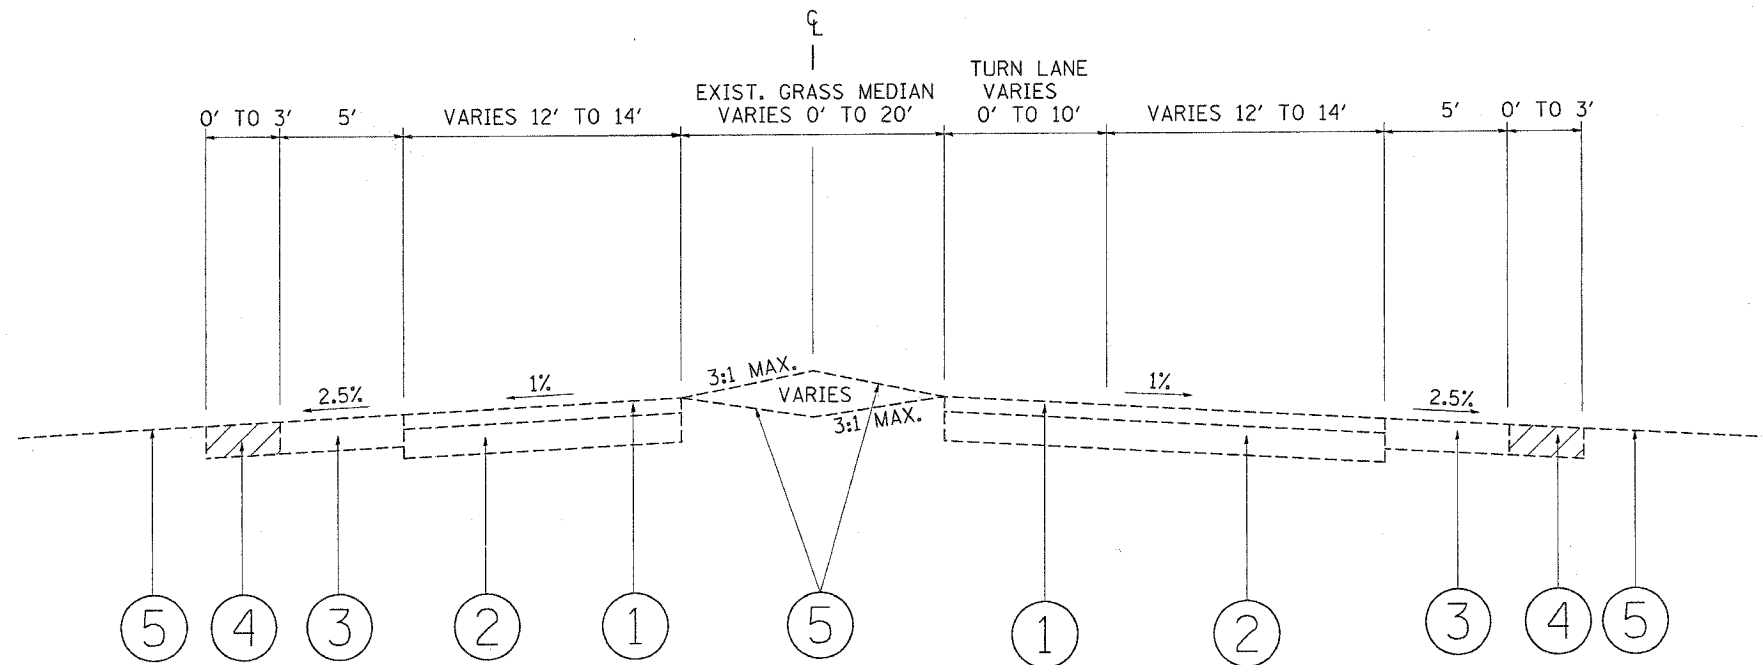 ℄
EXIST. GRASS MEDIAN
VARIES 0' TO 20'
TURN LANE
VARIES
0' TO 10'
0' TO 3'
5'
VARIES 12' TO 14'
VARIES 12' TO 14'
5'
0' TO 3'
2.5%
1%
3:1 MAX.
VARIES
3:1 MAX.
1%
2.5%
5
4
3
2
1
5
1
2
3
4
5